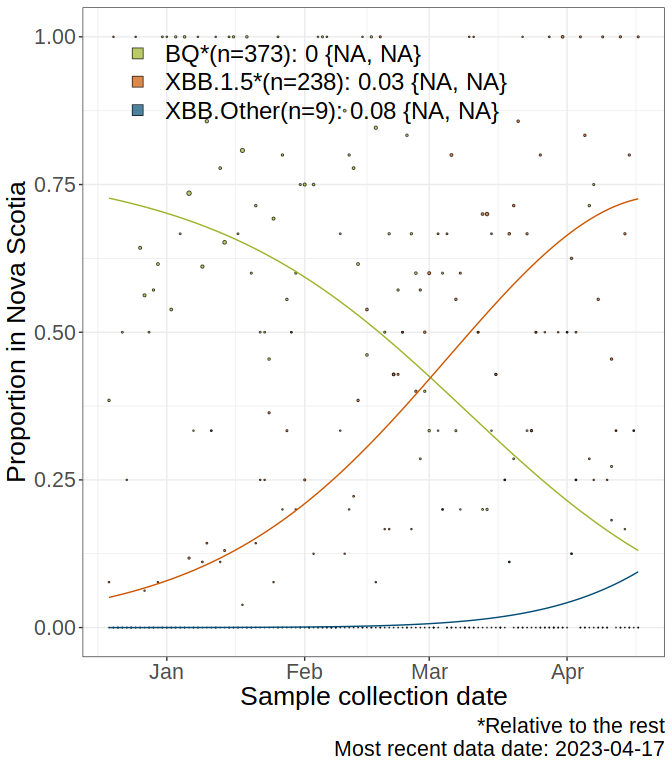 1.00
BQ*(n=373): 0 {NA, NA}
XBB.1.5*(n=238): 0.03 {NA, NA}
XBB.Other(n=9): 0.08 {NA, NA}
0.75
Proportion in Nova Scotia
0.50
0.25
0.00
Jan Feb Mar Apr
Sample collection date
*Relative to the rest
Most recent data date: 2023-04-17